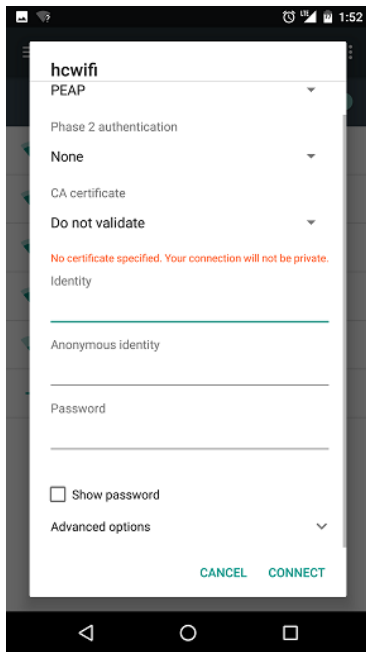 LTE 1:52
hcwifi
PEAP
Phase 2 authentication
None
CA certificate
Do not validate
No certificate specified. Your connection will not be private.
Identity
Anonymous identity
Password
Show password
Advanced options
CANCEL CONNECT